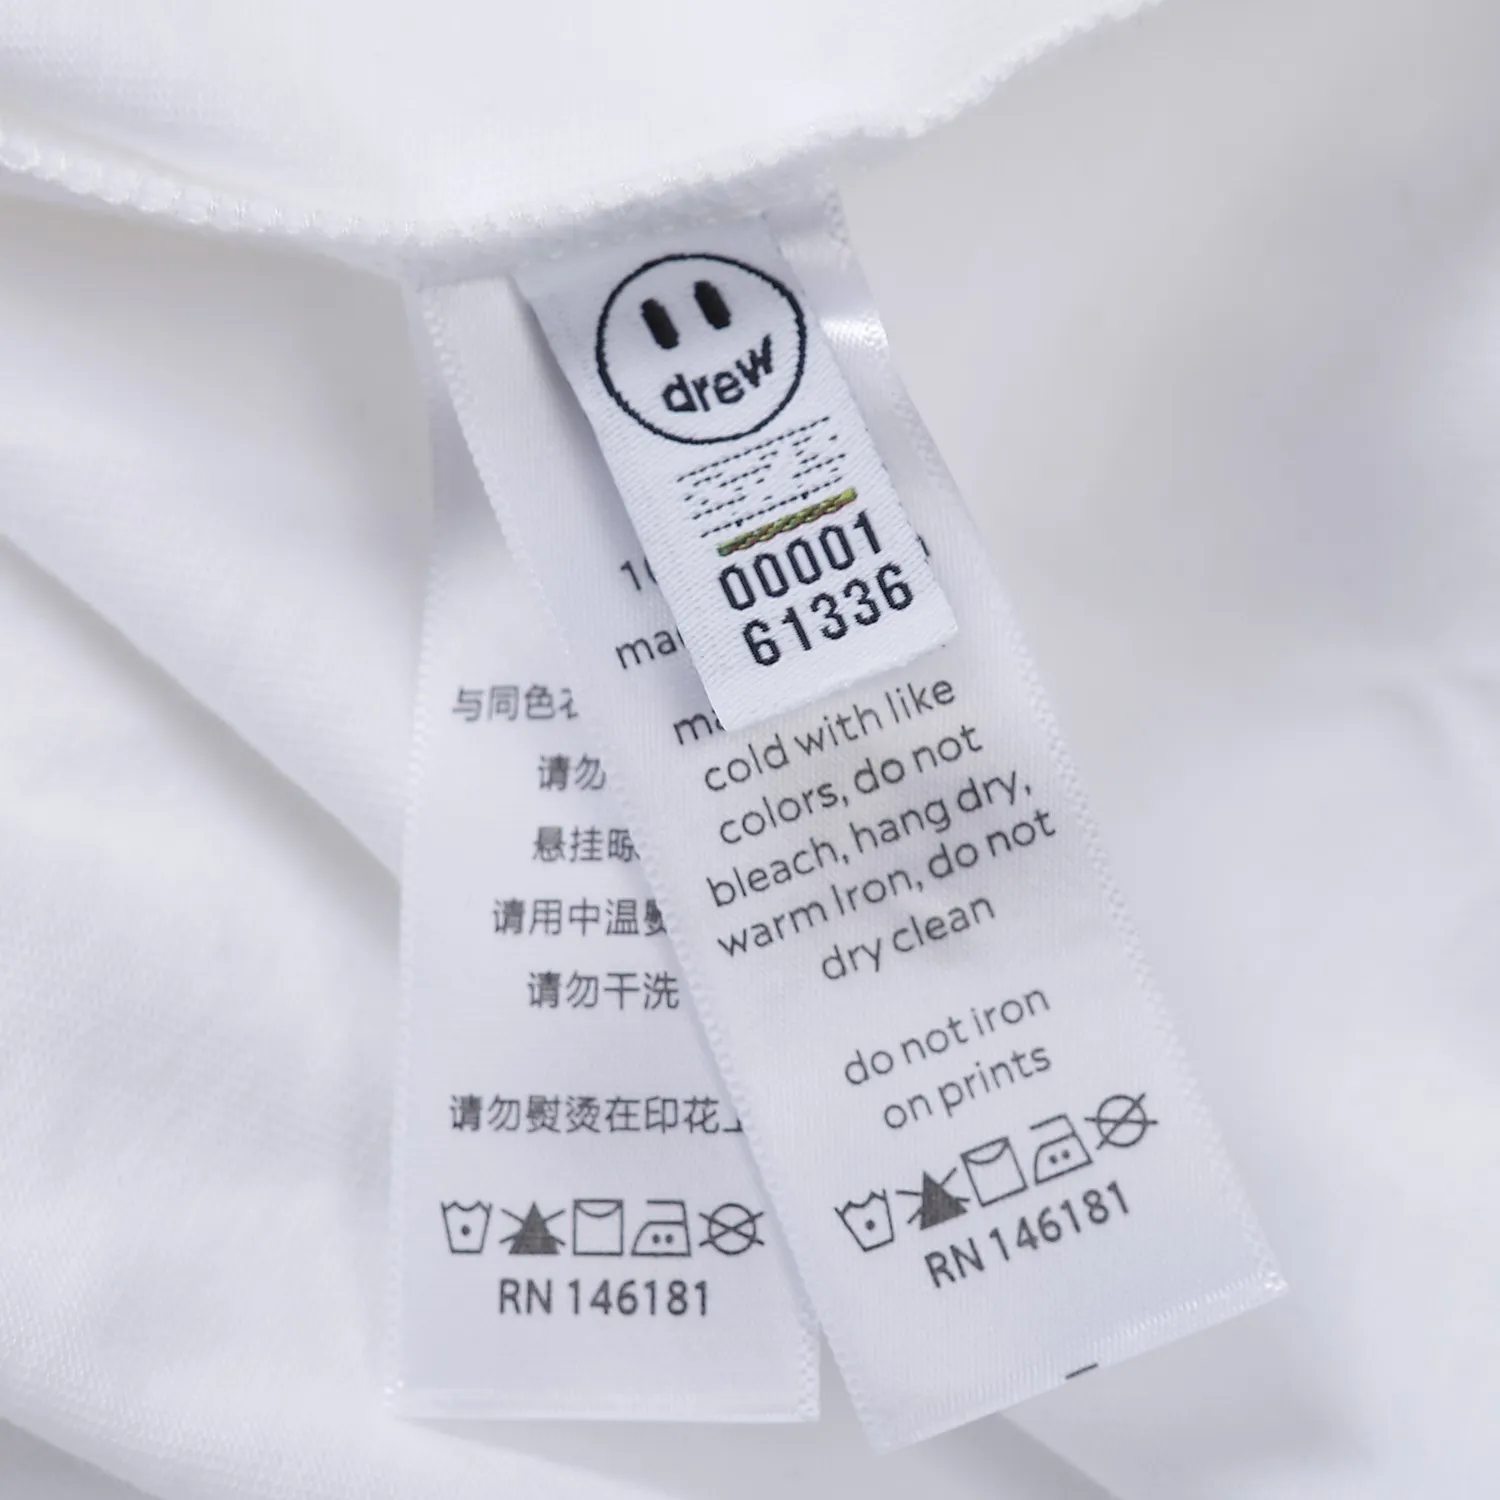 drew
00001
61336
cold with like
colors, do not
bleach, hang dry,
warm Iron, do not
dry clean
do not iron
on prints
RN 146181
与同色
请勿
悬挂晾
请用中温熨
请勿干洗
请勿熨烫在印花上
RN 146181